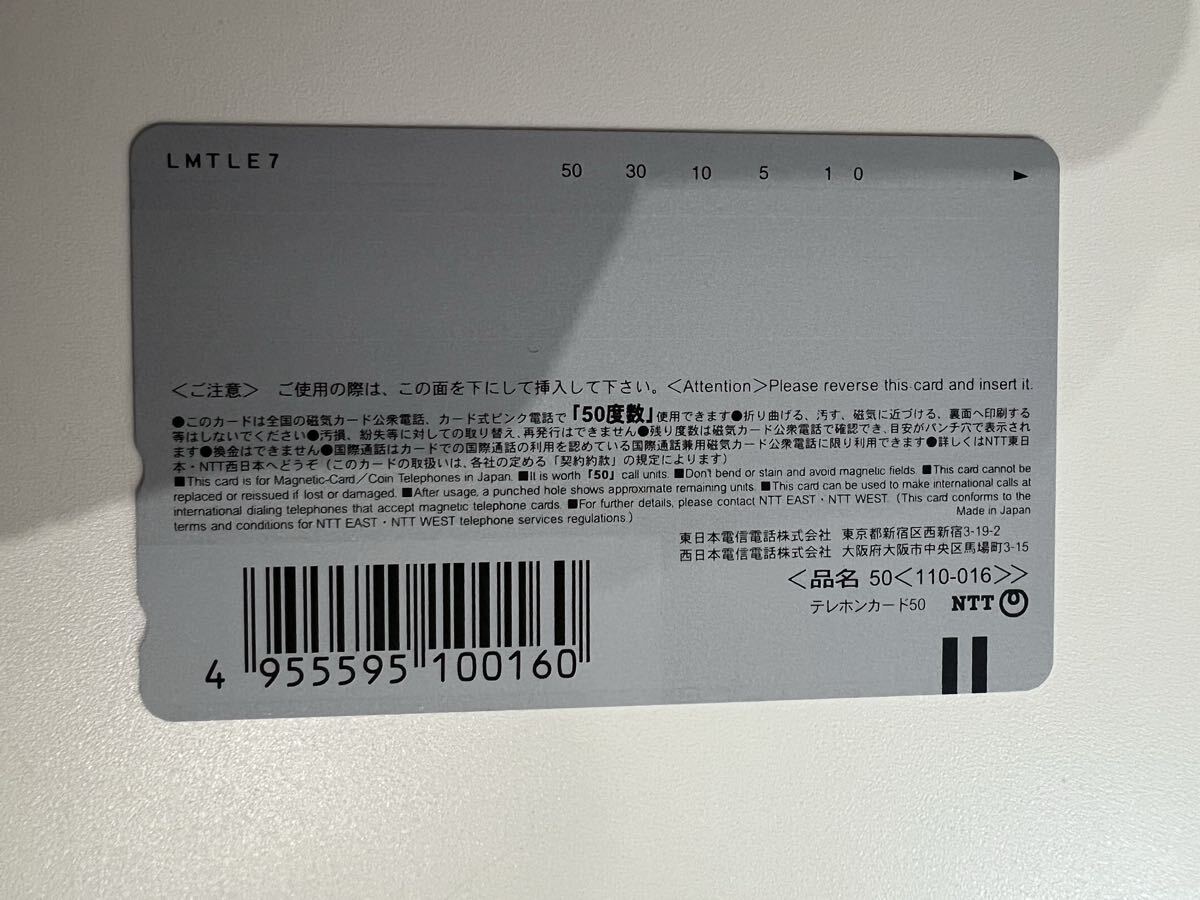 LMTLE7
50 30 10 5 1 0 ▶
＜ご注意＞ ご使用の際は、この面を下にして挿入して下さい。＜Attention＞Please reverse this card and insert it.
●このカードは全国の磁気カード公衆電話、カード式ピンク電話で「50度数」使用できます●折り曲げる、汚す、磁気に近づける、裏面へ印刷する
等はしないでください●汚損、紛失等に対しての取り替え、再発行はできません●残り度数は磁気カード公衆電話で確認でき、目安がパンチ穴で表示され
ます●換金はできません●国際通話はカードでの国際通話の利用を認めている国際通話兼用磁気カード公衆電話に限り利用できます●詳しくはNTT東日
本・NTT西日本へどうぞ（このカードの取扱いは、各社の定める「契約約款」の規定によります）
■This card is for Magnetic-Card／Coin Telephones in Japan. ■It is worth「50」call units. ■Don't bend or stain and avoid magnetic fields. ■This card cannot be
replaced or reissued if lost or damaged. ■After usage, a punched hole shows approximate remaining units. ■This card can be used to make international calls at
international dialing telephones that accept magnetic telephone cards. ■For further details, please contact NTT EAST・NTT WEST. (This card conforms to the
terms and conditions for NTT EAST・NTT WEST telephone services regulations.)
Made in Japan
東日本電信電話株式会社 東京都新宿区西新宿3-19-2
西日本電信電話株式会社 大阪府大阪市中央区馬場町3-15
＜品名 50＜110-016＞＞
テレホンカード50 NTT
4 955595 100160